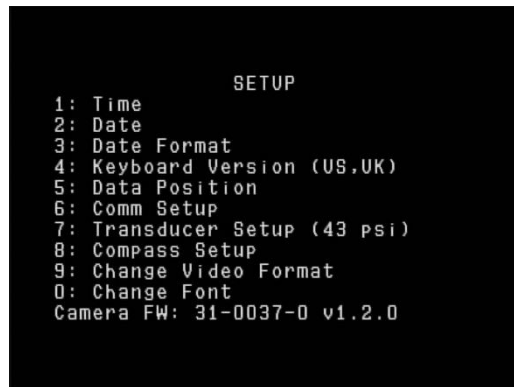 SETUP
1: Time
2: Date
3: Date Format
4: Keyboard Version (US,UK)
5: Data Position
6: Comm Setup
7: Transducer Setup (43 psi)
8: Compass Setup
9: Change Video Format
0: Change Font
Camera FW: 31-0037-0 v1.2.0